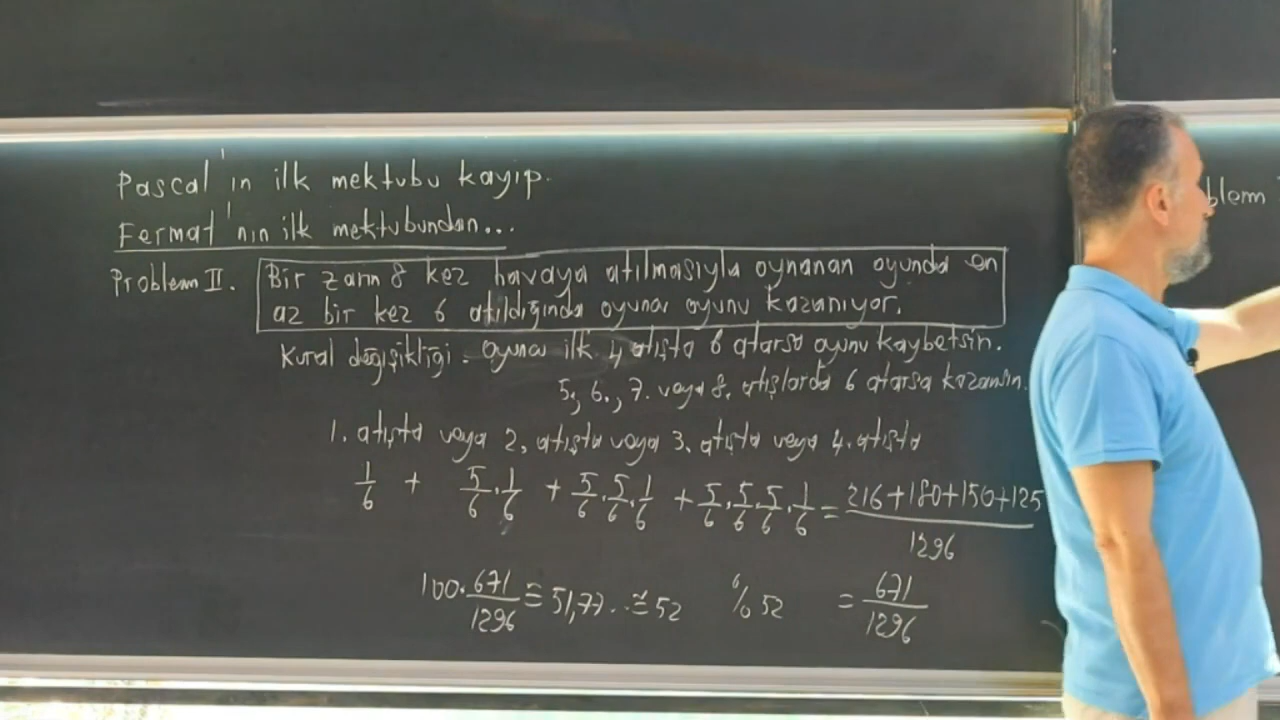 Pascal'ın ilk mektubu kayıp.
Fermat'nın ilk mektubundan...
Problem II. Bir zarın 8 kez havaya atılmasıyla oynanan oyunda en
az bir kez 6 atıldığında oyuncu oyunu kazanıyor.
Kural değişikliği: oyuncu ilk 4 atışta 6 atarsa oyunu kaybetsin.
5., 6., 7. veya 8. atışlarda 6 atarsa kazansın.
1. atışta veya 2. atışta veya 3. atışta veya 4. atışta
1/6 + 5/6 · 1/6 + 5/6 · 5/6 · 1/6 + 5/6 · 5/6 · 5/6 · 1/6 = 216+180+150+125 / 1296
100 · 671/1296 ≅ 51,77.. ≅ 52 % 52 = 671/1296
blem